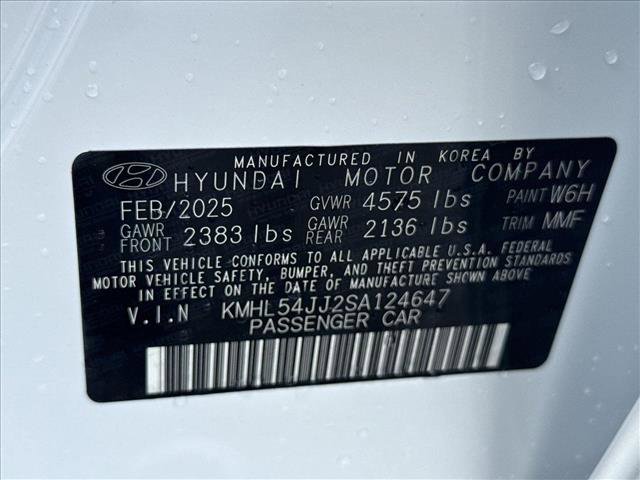 MANUFACTURED IN KOREA BY
HYUNDAI MOTOR COMPANY
FEB/2025 GVWR 4575 lbs PAINT W6H
GAWR FRONT 2383 lbs GAWR REAR 2136 lbs TRIM MMF
THIS VEHICLE CONFORMS TO ALL APPLICABLE U.S.A. FEDERAL
MOTOR VEHICLE SAFETY, BUMPER, AND THEFT PREVENTION
STANDARDS IN EFFECT ON THE DATE OF MANUFACTURE SHOWN ABOVE
V.I.N KMHL54JJ2SA124647
PASSENGER CAR